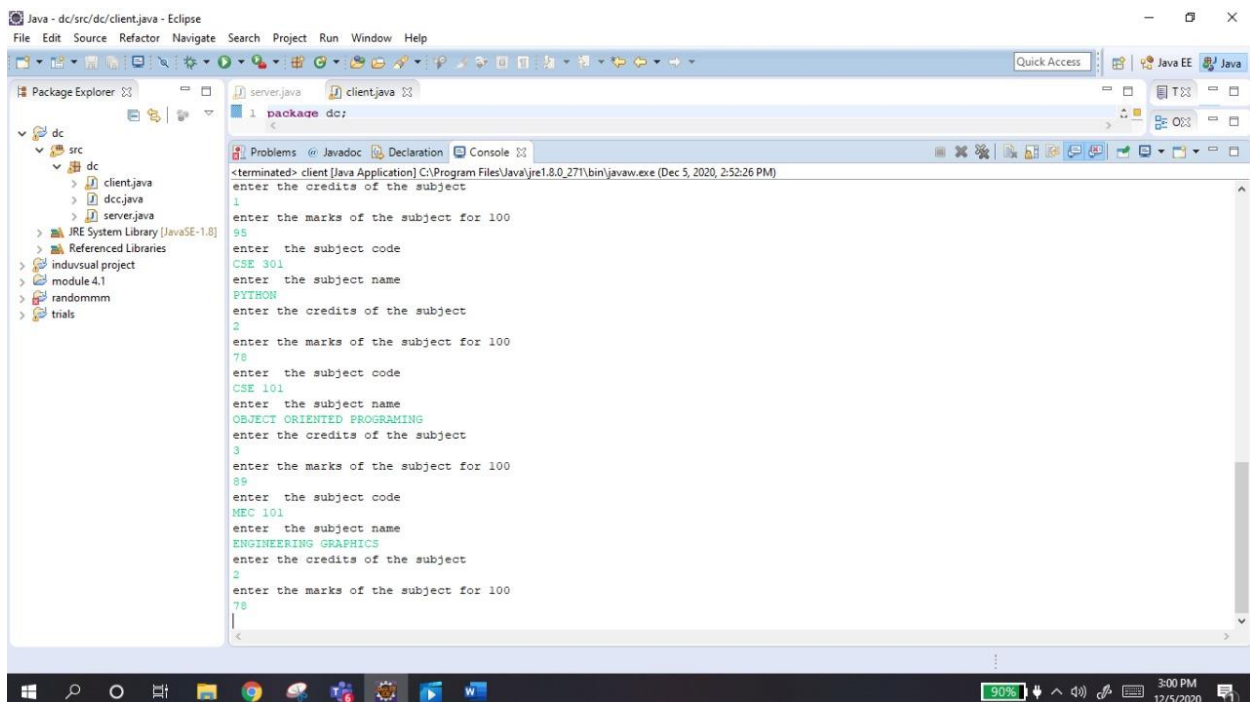 Java - dc/src/dc/client.java - Eclipse
File Edit Source Refactor Navigate Search Project Run Window Help
Quick Access Java EE Java
Package Explorer
server.java client.java
1 package dc;
dc
src
dc
client.java
dcc.java
server.java
JRE System Library [JavaSE-1.8]
Referenced Libraries
induvsual project
module 4.1
randommm
trials
Problems @ Javadoc Declaration Console
<terminated> client [Java Application] C:\Program Files\Java\jre1.8.0_271\bin\javaw.exe (Dec 5, 2020, 2:52:26 PM)
enter the credits of the subject
1
enter the marks of the subject for 100
95
enter  the subject code
CSE 301
enter  the subject name
PYTHON
enter the credits of the subject
2
enter the marks of the subject for 100
78
enter  the subject code
CSE 101
enter  the subject name
OBJECT ORIENTED PROGRAMING
enter the credits of the subject
3
enter the marks of the subject for 100
89
enter  the subject code
MEC 101
enter  the subject name
ENGINEERING GRAPHICS
enter the credits of the subject
2
enter the marks of the subject for 100
78
T
O
90%
3:00 PM
12/5/2020